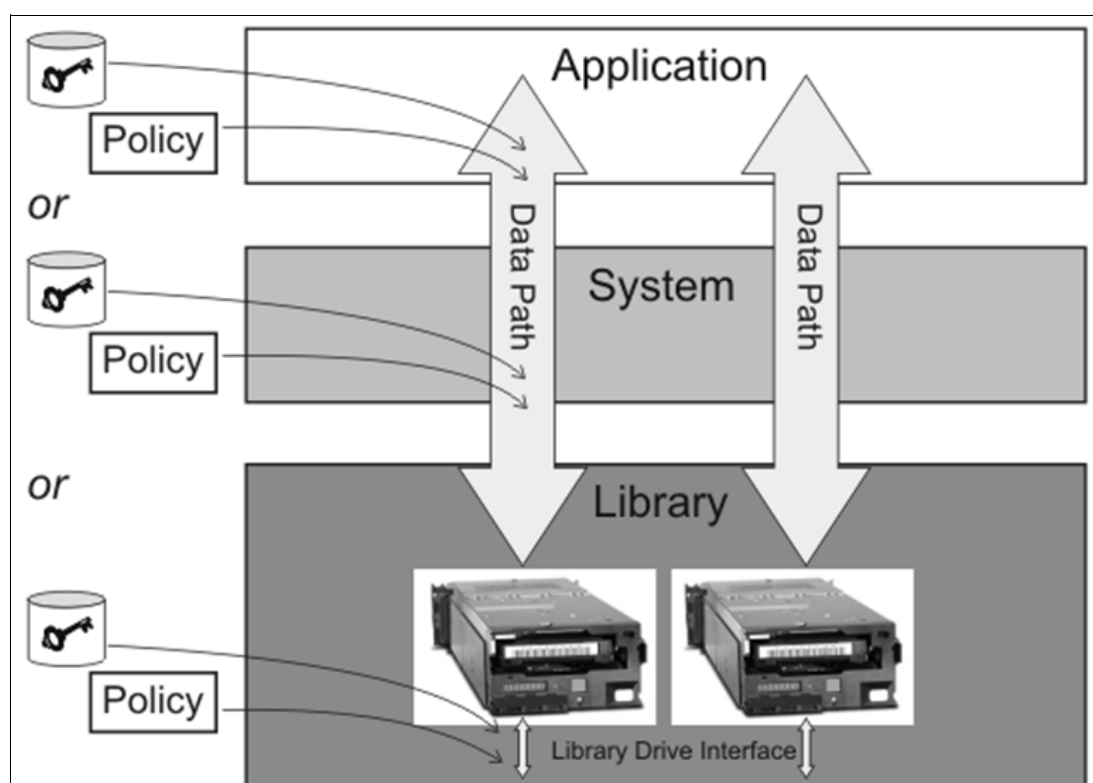 Application
Policy
or
Data Path
Data Path
System
Policy
or
Library
Policy
Library Drive Interface